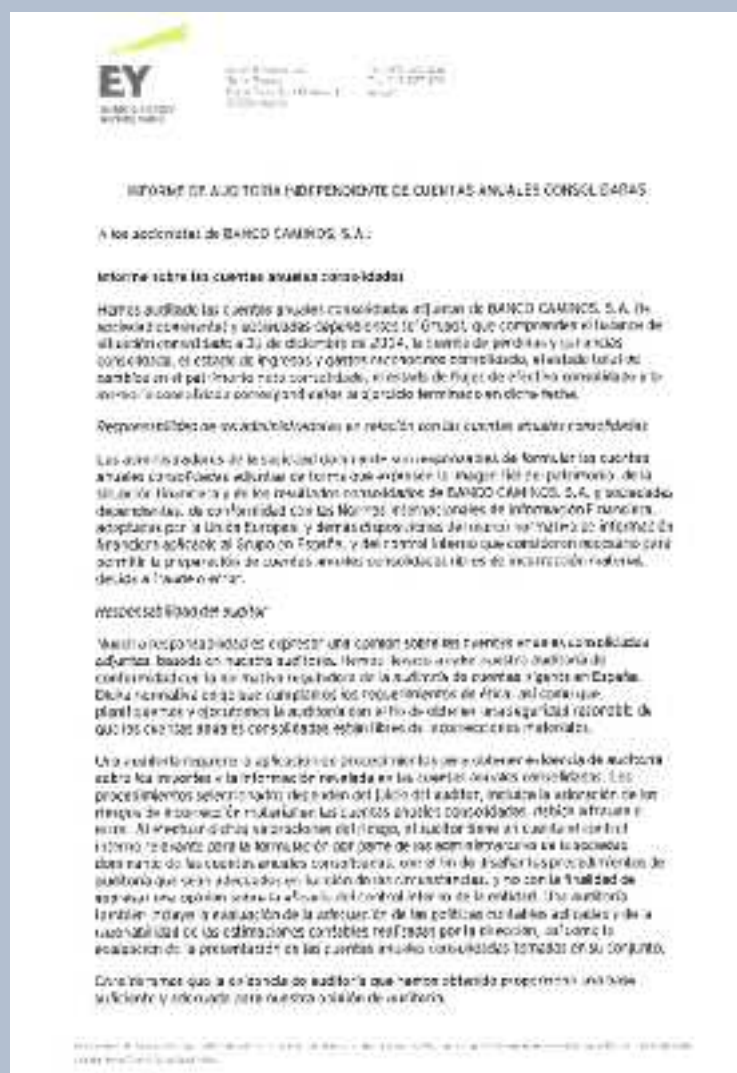 EY
INFORME DE AUDITORÍA INDEPENDIENTE DE CUENTAS ANUALES CONSOLIDADAS
A los accionistas de BANCO CAMINOS, S.A.:
Informe sobre las cuentas anuales consolidadas
Hemos auditado las cuentas anuales consolidadas adjuntas de BANCO CAMINOS, S.A. (la
sociedad dominante) y sociedades dependientes (el Grupo), que comprenden el balance de
situación consolidado a 31 de diciembre de 2014, la cuenta de pérdidas y ganancias
consolidada, el estado de ingresos y gastos reconocidos consolidado, el estado total de
cambios en el patrimonio neto consolidado, el estado de flujos de efectivo consolidado y la
memoria consolidada correspondientes al ejercicio terminado en dicha fecha.
Responsabilidad de los administradores en relación con las cuentas anuales consolidadas
Los administradores de la sociedad dominante son responsables de formular las cuentas
anuales consolidadas adjuntas de forma que expresen la imagen fiel del patrimonio, de la
situación financiera y de los resultados consolidados de BANCO CAMINOS, S.A. y sociedades
dependientes, de conformidad con las Normas Internacionales de Información Financiera,
adoptadas por la Unión Europea, y demás disposiciones del marco normativo de información
financiera aplicable al Grupo en España, y del control interno que consideren necesario para
permitir la preparación de cuentas anuales consolidadas libres de incorrección material,
debida a fraude o error.
Responsabilidad del auditor
Nuestra responsabilidad es expresar una opinión sobre las cuentas anuales consolidadas
adjuntas basada en nuestra auditoría. Hemos llevado a cabo nuestra auditoría de
conformidad con la normativa reguladora de la auditoría de cuentas vigente en España.
Dicha normativa exige que cumplamos los requerimientos de ética, así como que
planifiquemos y ejecutemos la auditoría con el fin de obtener una seguridad razonable de
que las cuentas anuales consolidadas están libres de incorrecciones materiales.
Una auditoría requiere la aplicación de procedimientos para obtener evidencia de auditoría
sobre los importes y la información revelada en las cuentas anuales consolidadas. Los
procedimientos seleccionados dependen del juicio del auditor, incluida la valoración de los
riesgos de incorrección material en las cuentas anuales consolidadas, debida a fraude o
error. Al efectuar dichas valoraciones del riesgo, el auditor tiene en cuenta el control
interno relevante para la formulación por parte de los administradores de la sociedad
dominante de las cuentas anuales consolidadas, con el fin de diseñar los procedimientos de
auditoría que sean adecuados en función de las circunstancias, y no con la finalidad de
expresar una opinión sobre la eficacia del control interno de la entidad. Una auditoría
también incluye la evaluación de la adecuación de las políticas contables aplicadas y de la
razonabilidad de las estimaciones contables realizadas por la dirección, así como la
evaluación de la presentación de las cuentas anuales consolidadas tomadas en su conjunto.
Consideramos que la evidencia de auditoría que hemos obtenido proporciona una base
suficiente y adecuada para nuestra opinión de auditoría.